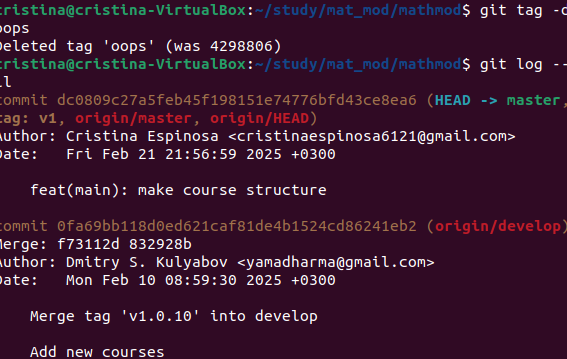 cristina@cristina-VirtualBox:~/study/mat_mod/mathmod$ git tag -d
oops
Deleted tag 'oops' (was 4298806)
cristina@cristina-VirtualBox:~/study/mat_mod/mathmod$ git log --
ll
commit dc0809c27a5feb45f198151e74776bfd43ce8ea6 (HEAD -> master,
tag: v1, origin/master, origin/HEAD)
Author: Cristina Espinosa <cristinaespinosa6121@gmail.com>
Date:   Fri Feb 21 21:56:59 2025 +0300
feat(main): make course structure
commit 0fa69bb118d0ed621caf81de4b1524cd86241eb2 (origin/develop)
Merge: f73112d 832928b
Author: Dmitry S. Kulyabov <yamadharma@gmail.com>
Date:   Mon Feb 10 08:59:30 2025 +0300
Merge tag 'v1.0.10' into develop
Add new courses